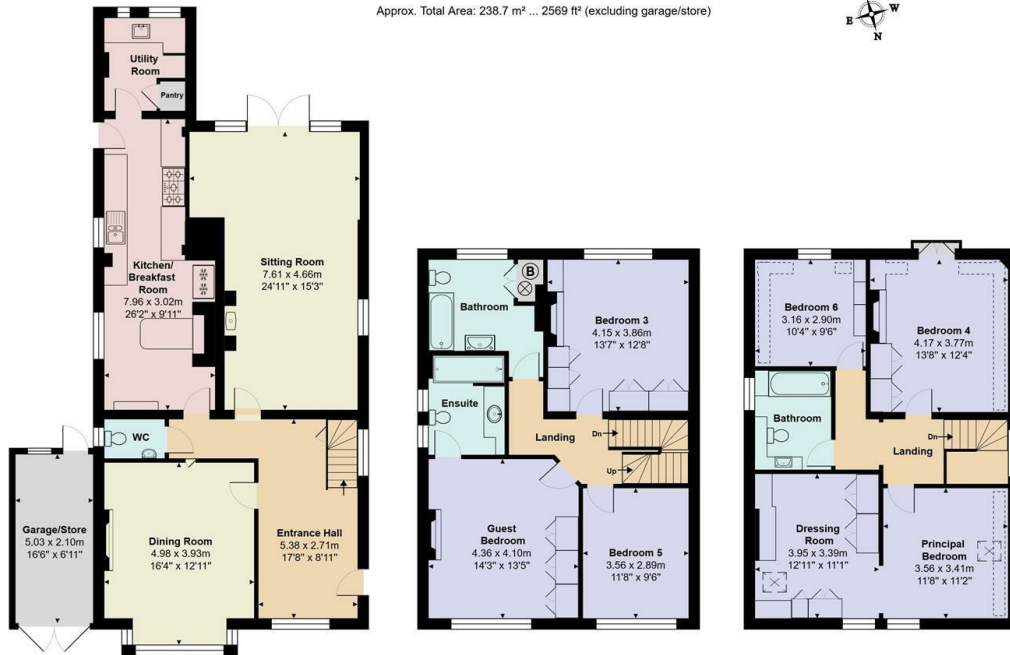 Approx. Total Area: 238.7 m² ... 2569 ft² (excluding garage/store)
E W
N
Utility
Room
Pantry
Kitchen/
Breakfast
Room
7.96 x 3.02m
26'2" x 9'11"
Sitting Room
7.61 x 4.66m
24'11" x 15'3"
WC
Garage/Store
5.03 x 2.10m
16'6" x 6'11"
Dining Room
4.98 x 3.93m
16'4" x 12'11"
Entrance Hall
5.38 x 2.71m
17'8" x 8'11"
Bathroom
B
Bedroom 3
4.15 x 3.86m
13'7" x 12'8"
Ensuite
Landing
Dn
Up
Guest
Bedroom
4.36 x 4.10m
14'3" x 13'5"
Bedroom 5
3.56 x 2.89m
11'8" x 9'6"
Bedroom 6
3.16 x 2.90m
10'4" x 9'6"
Bedroom 4
4.17 x 3.77m
13'8" x 12'4"
Bathroom
Dn
Landing
Dressing
Room
3.95 x 3.39m
12'11" x 11'1"
Principal
Bedroom
3.56 x 3.41m
11'8" x 11'2"